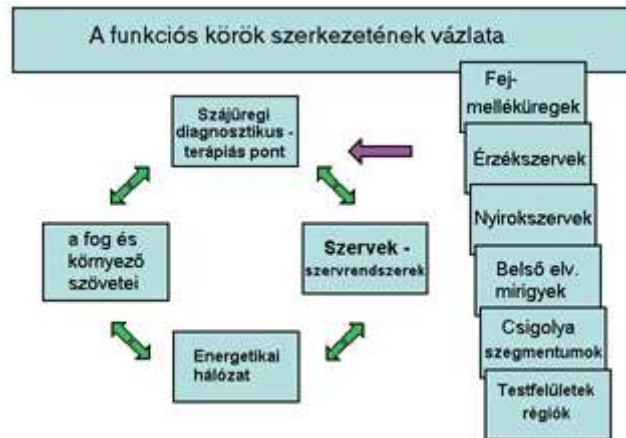 A funkciós körök szerkezetének vázlata
Szájüregi
diagnosztikus -
terápiás pont
a fog és
környező
szövetei
Szervek -
szervrendszerek
Energetikai
hálózat
Fej-
melléküregek
Érzékszervek
Nyirokszervek
Belső elv.
mirigyek
Csigolya
szegmentumok
Testfelületek
régiók